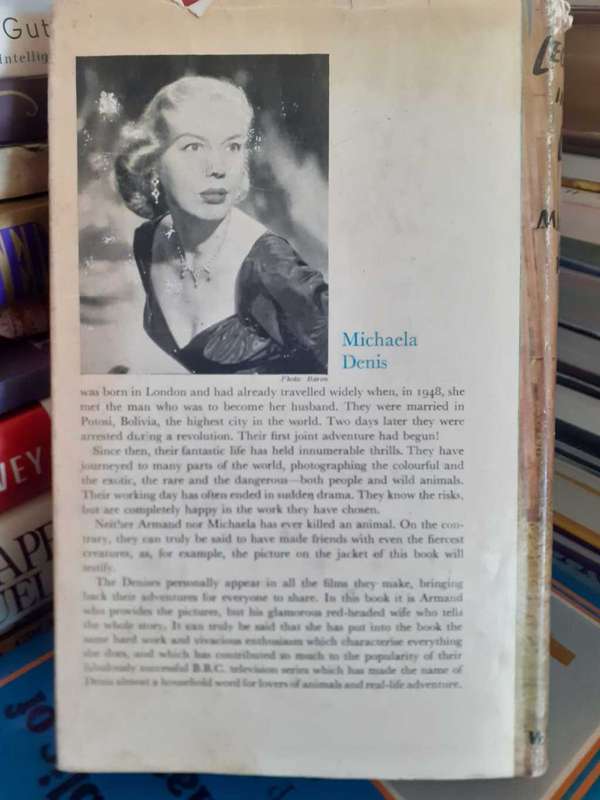 Gut
ntellig
VEY
APE
UEL
Michaela
Denis
Photo: Baron
was born in London and had already travelled widely when, in 1948, she
met the man who was to become her husband. They were married in
Potosi, Bolivia, the highest city in the world. Two days later they were
arrested during a revolution. Their first joint adventure had begun!
Since then, their fantastic life has held innumerable thrills. They have
journeyed to many parts of the world, photographing the colourful and
the exotic, the rare and the dangerous—both people and wild animals.
Their working day has often ended in sudden drama. They know the risks,
but are completely happy in the work they have chosen.
Neither Armand nor Michaela has ever killed an animal. On the con-
trary, they can truly be said to have made friends with even the fiercest
creatures, as, for example, the picture on the jacket of this book will
testify.
The Denises personally appear in all the films they make, bringing
back their adventures for everyone to share. In this book it is Armand
who provides the pictures, but his glamorous red-headed wife who tells
the whole story. It can truly be said that she has put into the book the
same hard work and vivacious enthusiasm which characterise everything
she does, and which has contributed so much to the popularity of their
fabulously successful B.B.C. television series which has made the name of
Denis almost a household word for lovers of animals and real-life adventure.